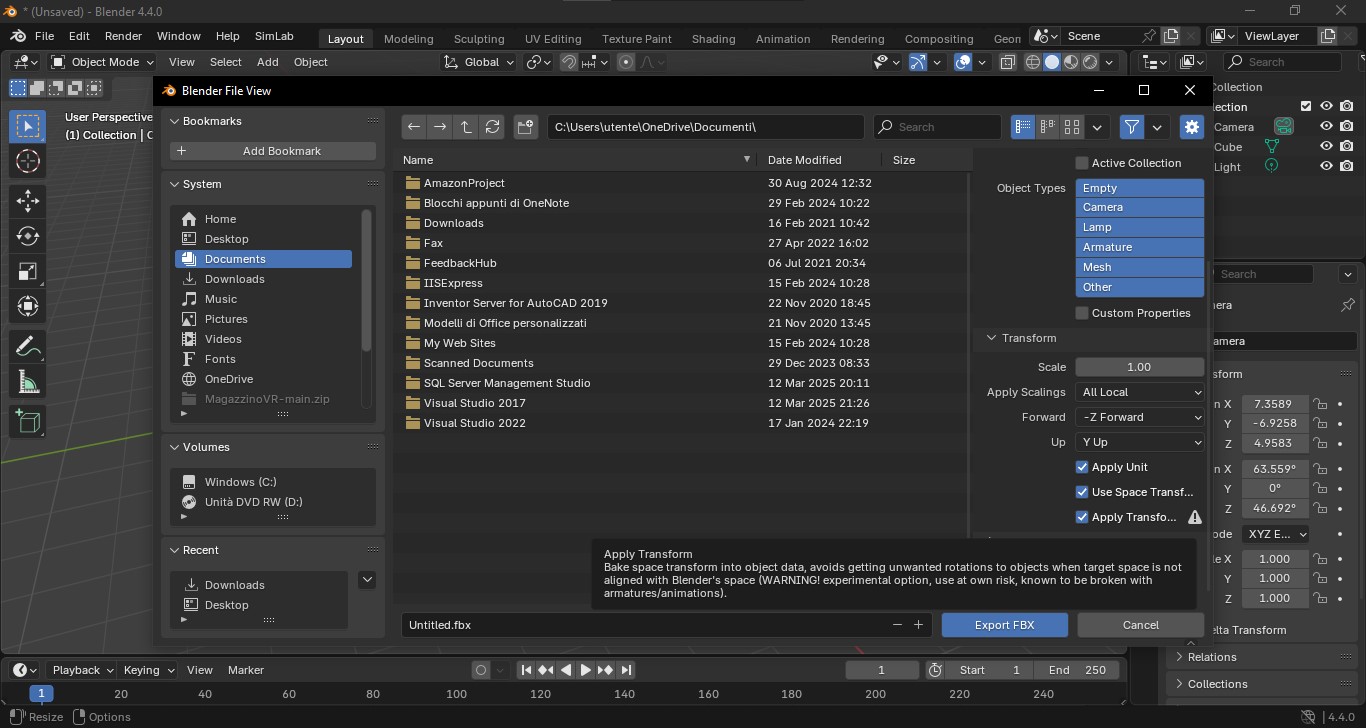 * (Unsaved) - Blender 4.4.0
File Edit Render Window Help SimLab Layout Modeling Sculpting UV Editing Texture Paint Shading Animation Rendering Compositing Geon Scene ViewLayer
Object Mode View Select Add Object Global Search
User Perspective
(1) Collection | C
Blender File View
Bookmarks
Add Bookmark
System
Home
Desktop
Documents
Downloads
Music
Pictures
Videos
Fonts
OneDrive
MagazzinoVR-main.zip
Volumes
Windows (C:)
Unità DVD RW (D:)
Recent
Downloads
Desktop
C:\Users\utente\OneDrive\Documenti\ Search
Name Date Modified Size
AmazonProject 30 Aug 2024 12:32
Blocchi appunti di OneNote 29 Feb 2024 10:22
Downloads 16 Feb 2021 10:42
Fax 27 Apr 2022 16:02
FeedbackHub 06 Jul 2021 20:34
IISExpress 15 Feb 2024 10:28
Inventor Server for AutoCAD 2019 22 Nov 2020 18:45
Modelli di Office personalizzati 21 Nov 2020 13:45
My Web Sites 15 Feb 2024 10:28
Scanned Documents 29 Dec 2023 08:33
SQL Server Management Studio 12 Mar 2025 20:11
Visual Studio 2017 12 Mar 2025 21:26
Visual Studio 2022 17 Jan 2024 22:19
Active Collection
Object Types Empty
Camera
Lamp
Armature
Mesh
Other
Custom Properties
Transform
Scale 1.00
Apply Scalings All Local
Forward -Z Forward
Up Y Up
Apply Unit
Use Space Transf...
Apply Transfo...
Apply Transform
Bake space transform into object data, avoids getting unwanted rotations to objects when target space is not
aligned with Blender's space (WARNING! experimental option, use at own risk, known to be broken with
armatures/animations).
Untitled.fbx Export FBX Cancel
Collection
lection
Camera
Cube
Light
Search
nera
amera
sform
n X 7.3589
Y -6.9258
Z 4.9583
n X 63.559°
Y 0°
Z 46.692°
ode XYZ E...
le X 1.000
Y 1.000
Z 1.000
elta Transform
Relations
Collections
Playback Keying View Marker 1 Start 1 End 250
1 20 40 60 80 100 120 140 160 180 200 220 240
Resize Options 4.4.0